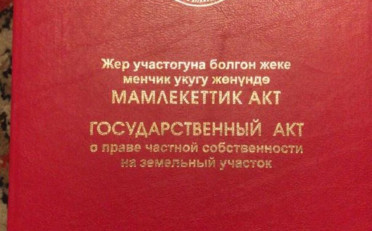 Жер участогуна болгон жеке
менчик укугу жөнүндө
МАМЛЕКЕТТИК АКТ
ГОСУДАРСТВЕННЫЙ АКТ
о праве частной собственности
на земельный участок